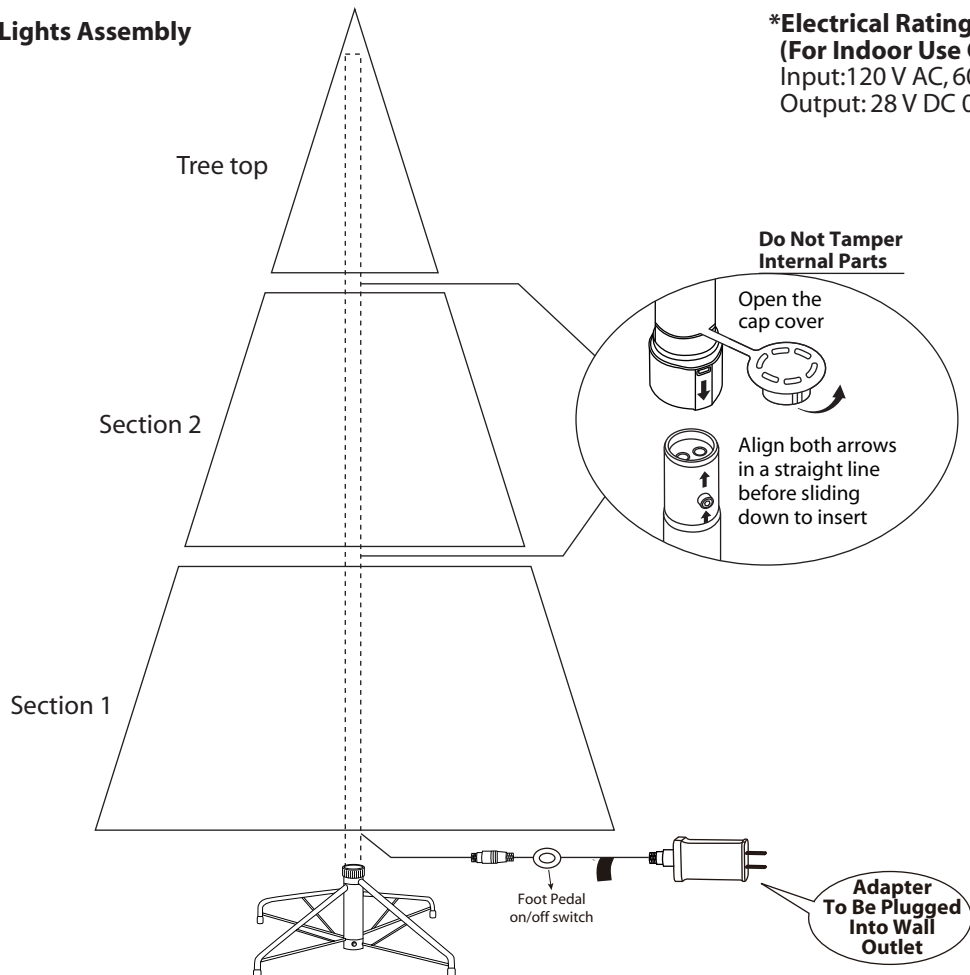 Lights Assembly
*Electrical Rating
(For Indoor Use
Input:120 V AC, 60
Output: 28 V DC 0
Tree top
Do Not Tamper
Internal Parts
Open the
cap cover
Section 2
Align both arrows
in a straight line
before sliding
down to insert
Section 1
Foot Pedal
on/off switch
Adapter
To Be Plugged
Into Wall
Outlet